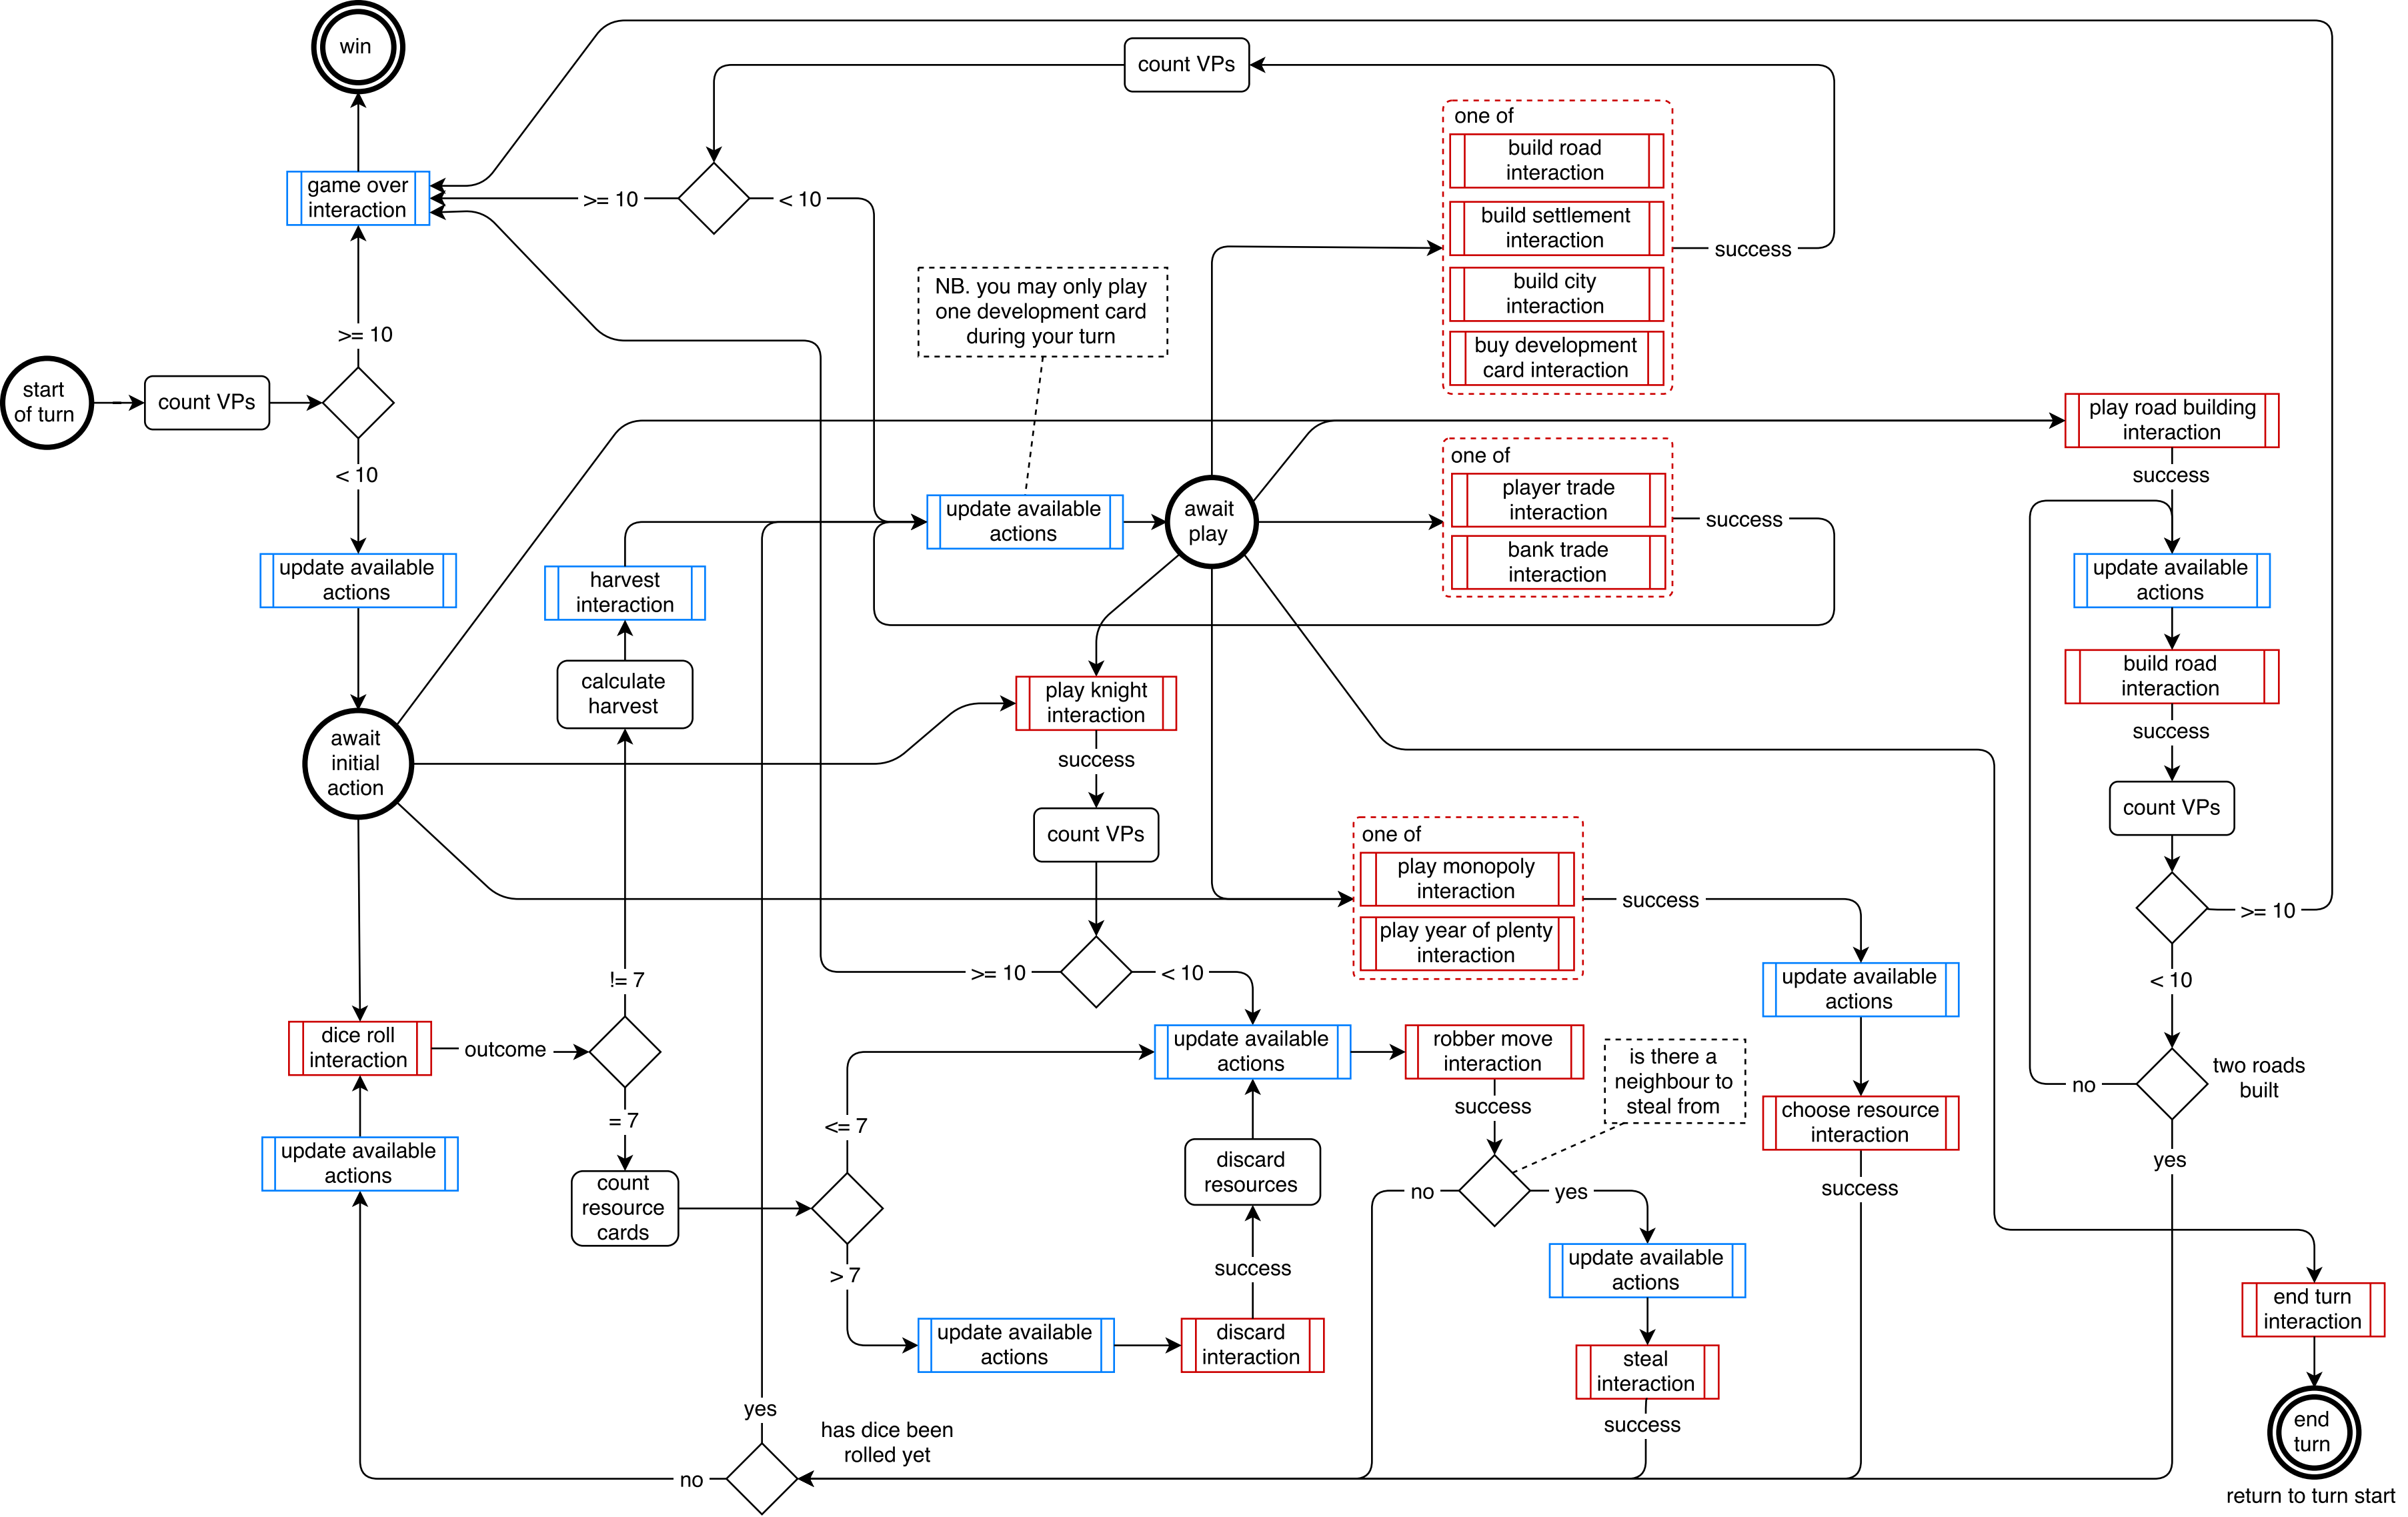 win
count VPs
one of
build road
interaction
game over
interaction
>= 10
< 10
build settlement
interaction
success
build city
interaction
NB. you may only play
one development card
during your turn
>= 10
buy development
card interaction
start
of turn
count VPs
play road building
interaction
< 10
success
one of
player trade
interaction
update available
actions
await
play
success
bank trade
interaction
update available
actions
harvest
interaction
update available
actions
build road
interaction
calculate
harvest
play knight
interaction
success
success
await
initial
action
count VPs
count VPs
one of
play monopoly
interaction
success
>= 10
play year of plenty
interaction
!= 7
>= 10
< 10
< 10
update available
actions
dice roll
interaction
outcome
update available
actions
robber move
interaction
is there a
neighbour to
steal from
two roads
built
no
success
choose resource
interaction
= 7
<= 7
update available
actions
discard
resources
yes
count
resource
cards
no
yes
success
update available
actions
success
> 7
end turn
interaction
update available
actions
discard
interaction
steal
interaction
yes
has dice been
rolled yet
success
end
turn
no
return to turn start